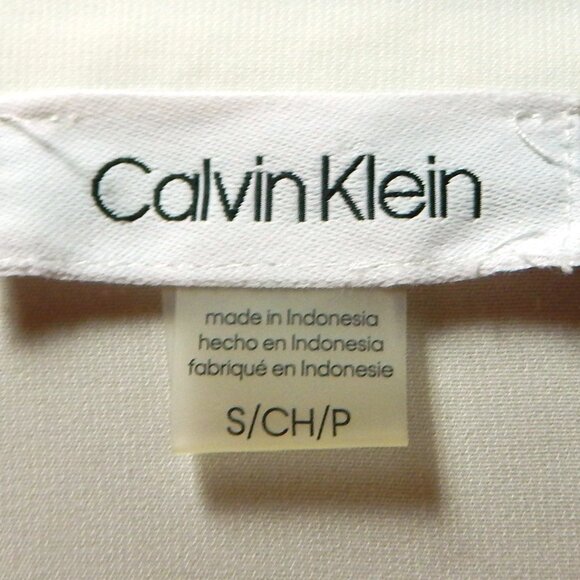 Calvin Klein
made in Indonesia
hecho en Indonesia
fabriqué en Indonesie
S/CH/P